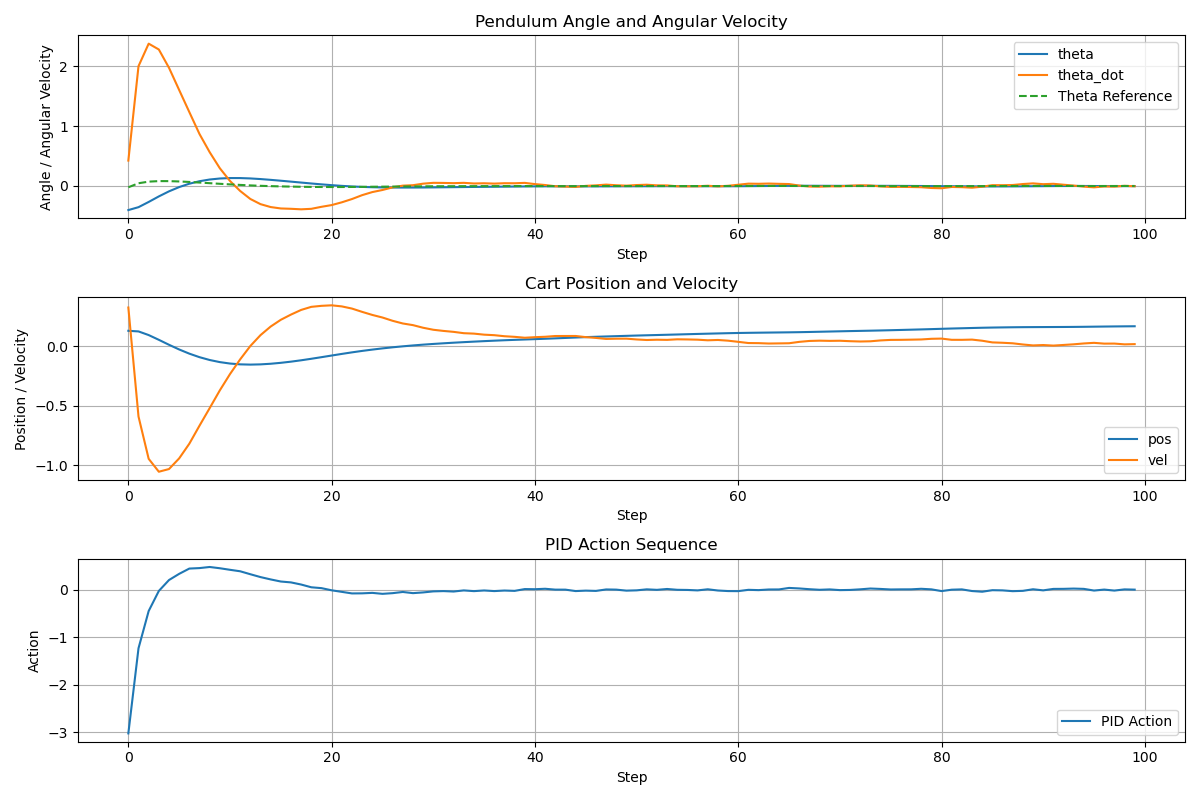 Pendulum Angle and Angular Velocity
Angle / Angular Velocity
2
1
0
theta
theta_dot
Theta Reference
0 20 40 60 80 100
Step
Cart Position and Velocity
Position / Velocity
0.0
−0.5
−1.0
pos
vel
0 20 40 60 80 100
Step
PID Action Sequence
Action
0
−1
−2
−3
PID Action
0 20 40 60 80 100
Step